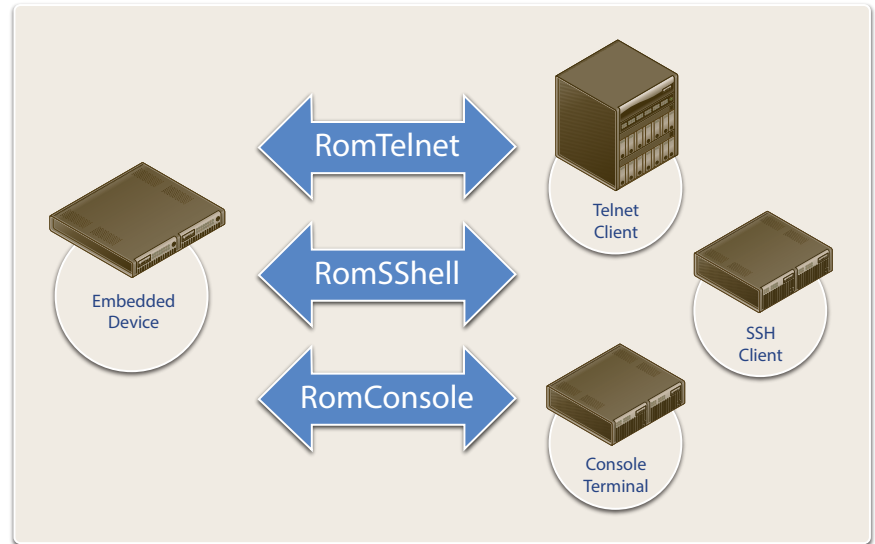 RomTelnet
Telnet
Client
Embedded
Device
RomSShell
SSH
Client
RomConsole
Console
Terminal